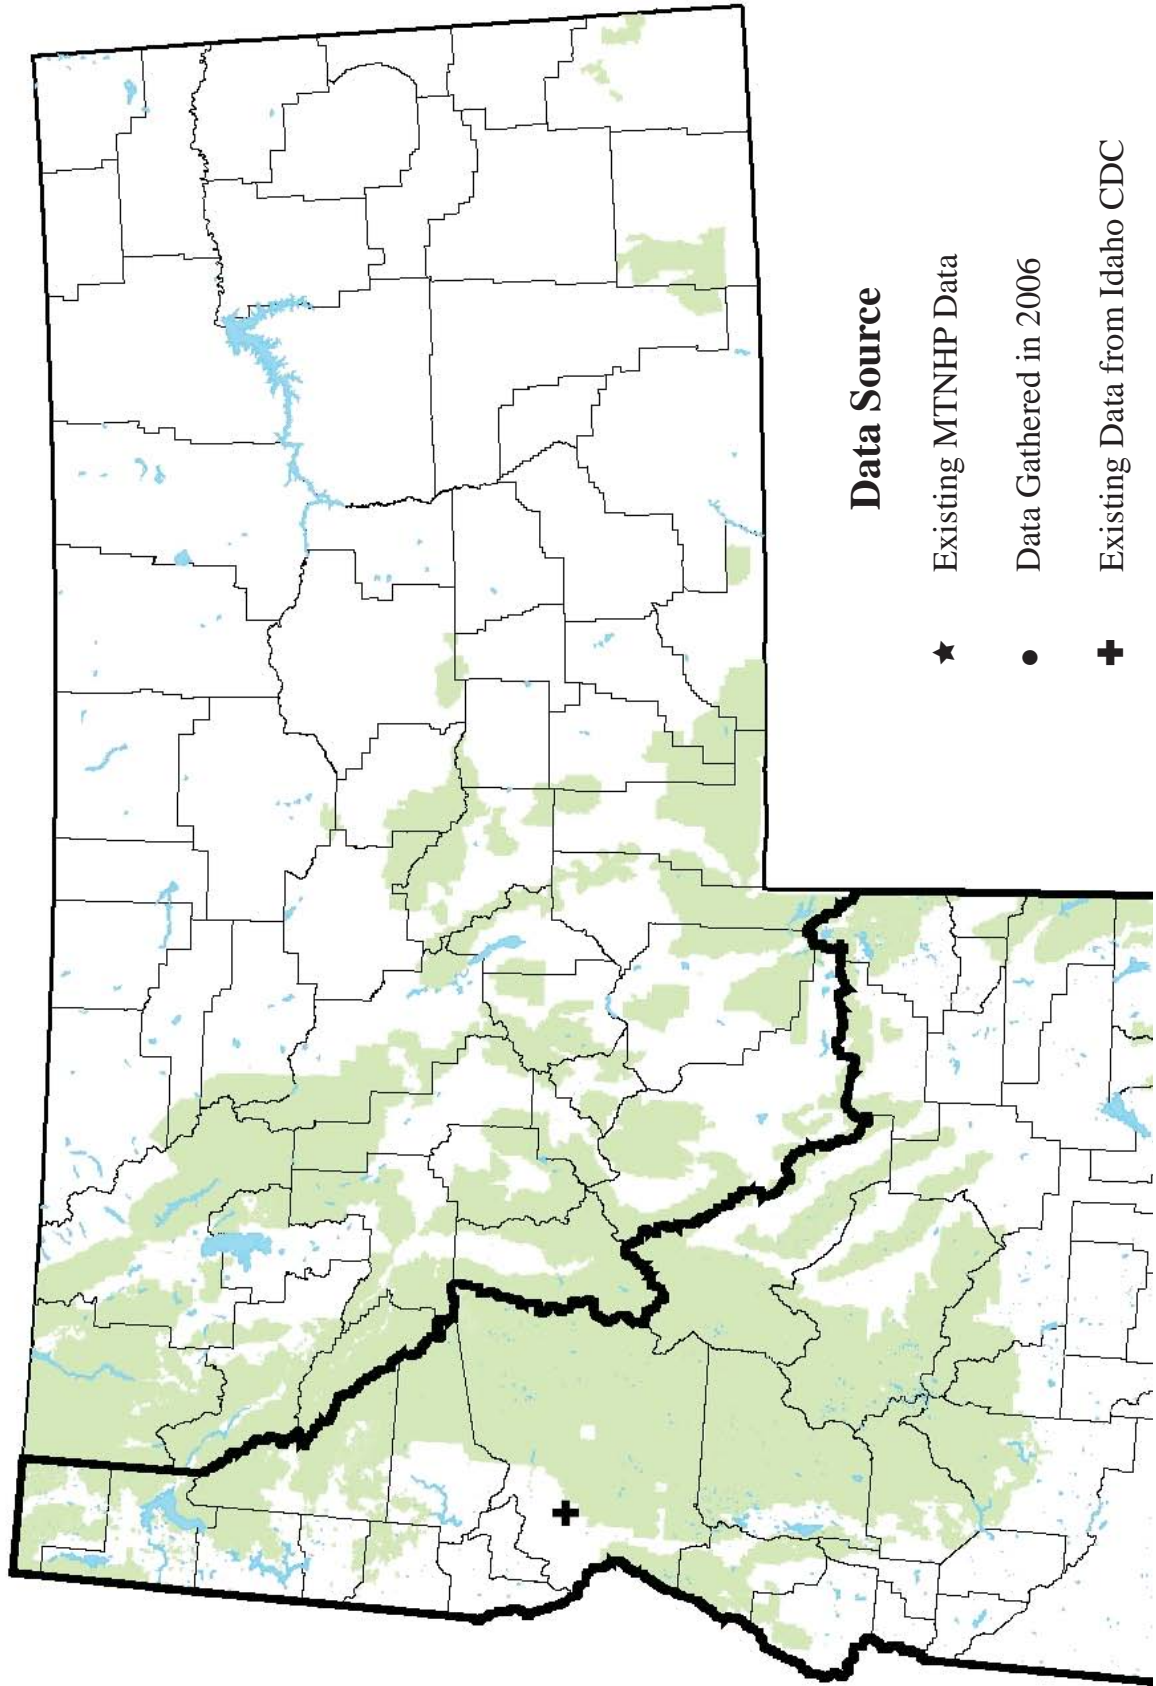 Data Source
Existing MTNHP Data
Data Gathered in 2006
Existing Data from Idaho CDC